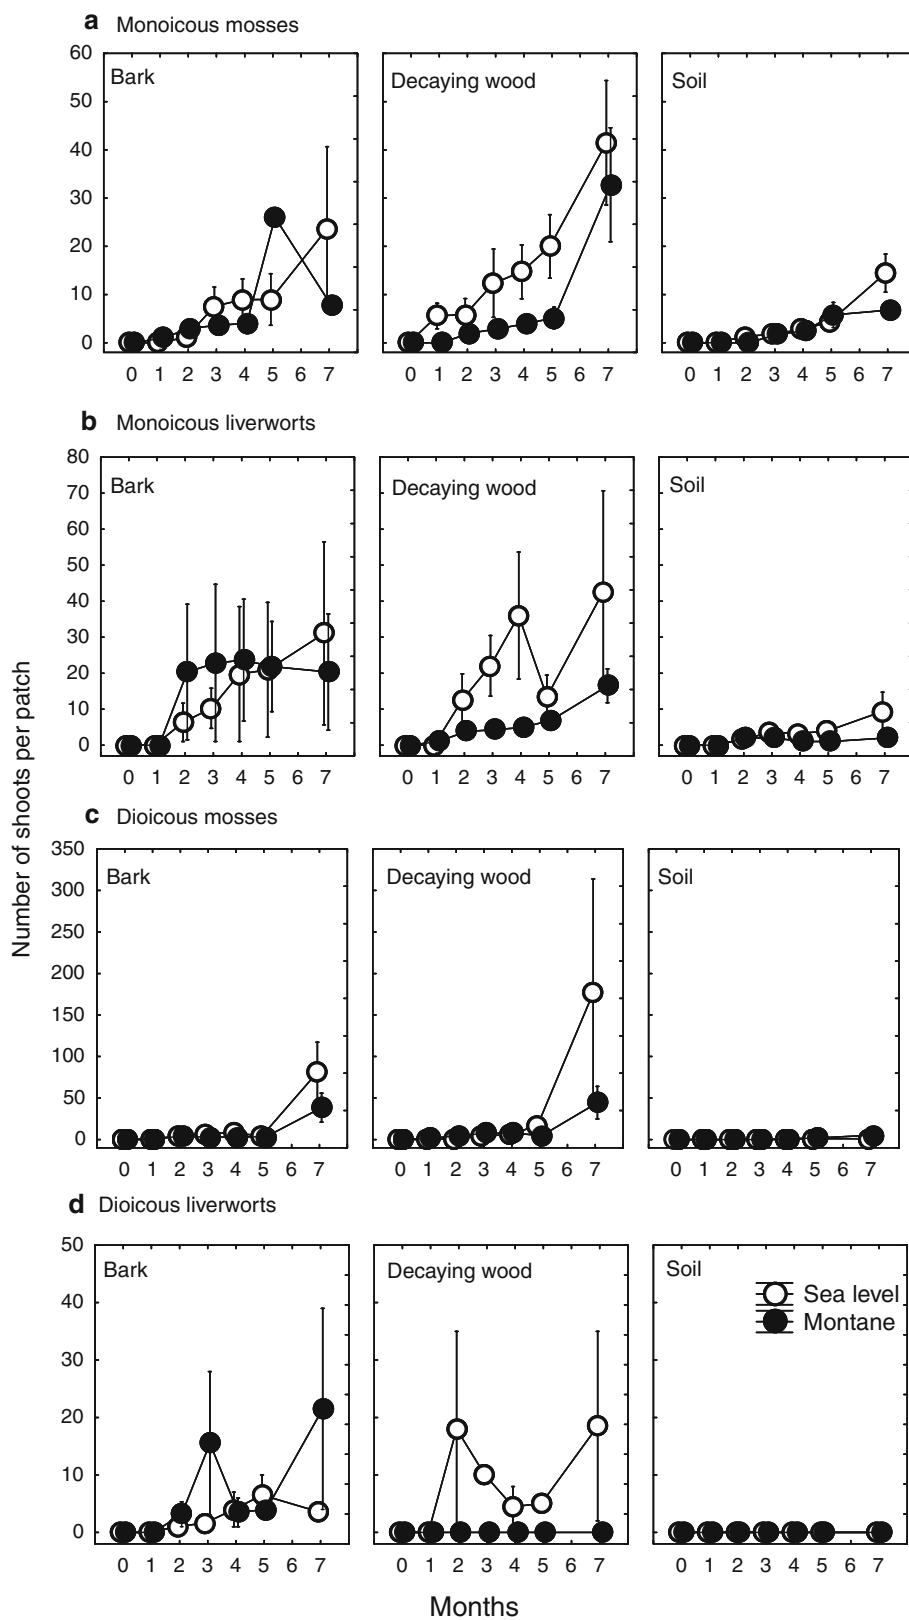 a Monoicous mosses
Bark
Decaying wood
Soil
60
50
40
30
20
10
0
0 1 2 3 4 5 6 7
0 1 2 3 4 5 6 7
0 1 2 3 4 5 6 7
b Monoicous liverworts
Bark
Decaying wood
Soil
80
70
60
50
40
30
20
10
0
0 1 2 3 4 5 6 7
0 1 2 3 4 5 6 7
0 1 2 3 4 5 6 7
c Dioicous mosses
Bark
Decaying wood
Soil
350
300
250
200
150
100
50
0
0 1 2 3 4 5 6 7
0 1 2 3 4 5 6 7
0 1 2 3 4 5 6 7
d Dioicous liverworts
Bark
Decaying wood
Soil
Sea level
Montane
50
40
30
20
10
0
0 1 2 3 4 5 6 7
0 1 2 3 4 5 6 7
0 1 2 3 4 5 6 7
Number of shoots per patch
Months